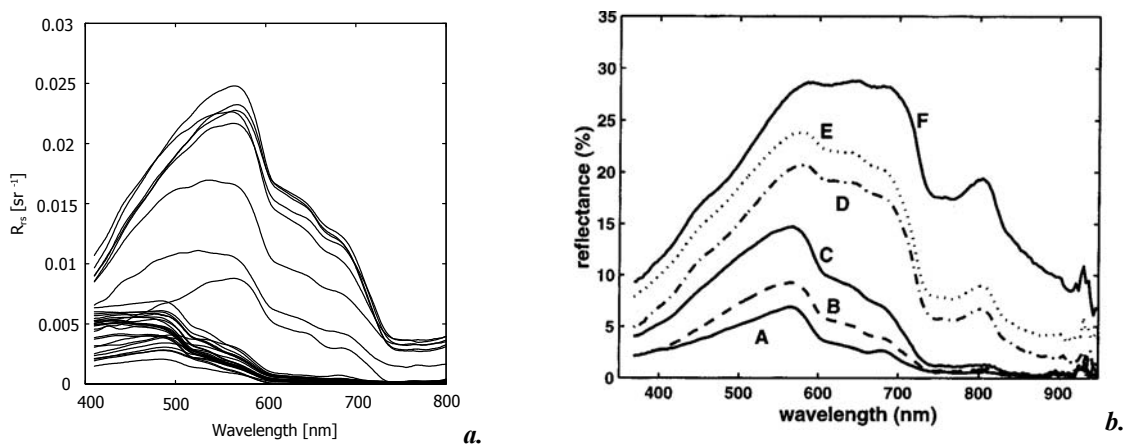 0.03
0.025
0.02
0.015
0.01
0.005
0
R_rs [sr⁻¹]
400 500 600 700 800
Wavelength [nm]
a.
35
30
25
20
15
10
5
0
reflectance (%)
F
E
D
C
B
A
400 500 600 700 800 900
wavelength (nm)
b.